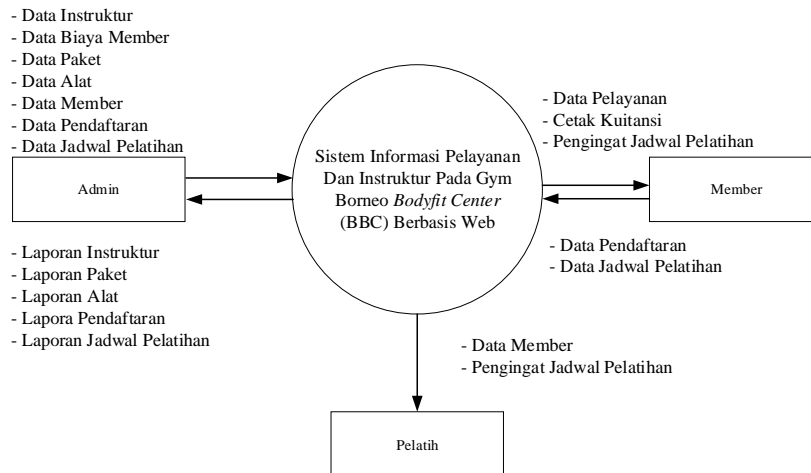 - Data Instruktur
- Data Biaya Member
- Data Paket
- Data Alat
- Data Member
- Data Pendaftaran
- Data Jadwal Pelatihan
Admin
- Laporan Instruktur
- Laporan Paket
- Laporan Alat
- Lapora Pendaftaran
- Laporan Jadwal Pelatihan
Sistem Informasi Pelayanan
Dan Instruktur Pada Gym
Borneo Bodyfit Center
(BBC) Berbasis Web
- Data Pelayanan
- Cetak Kuitansi
- Pengingat Jadwal Pelatihan
Member
- Data Pendaftaran
- Data Jadwal Pelatihan
- Data Member
- Pengingat Jadwal Pelatihan
Pelatih